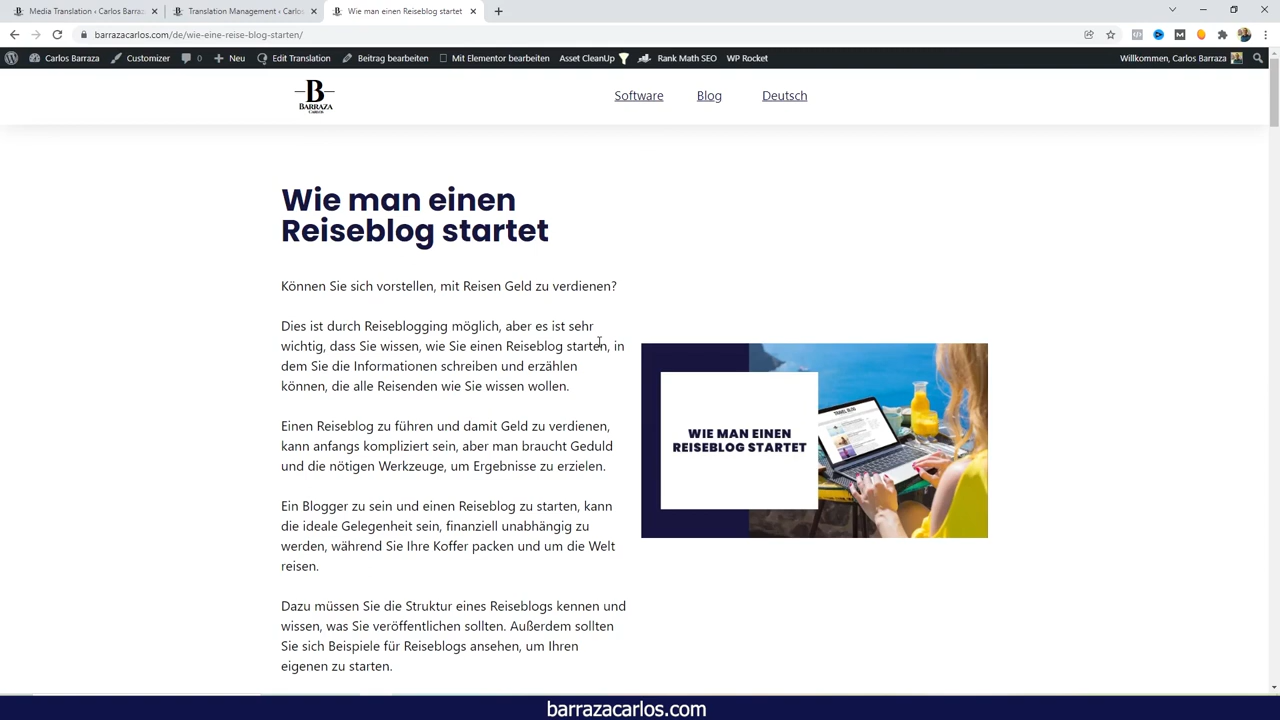 Media Translation ‹ Carlos Barraz
Translation Management ‹ Carlos
Wie man einen Reiseblog startet
barrazacarlos.com/de/wie-eine-reise-blog-starten/
Carlos Barraza
Customizer
0
Neu
Edit Translation
Beitrag bearbeiten
Mit Elementor bearbeiten
Asset CleanUp
Rank Math SEO
WP Rocket
Willkommen, Carlos Barraza
B
BARRAZA
CARLOS
Software
Blog
Deutsch
Wie man einen
Reiseblog startet
Können Sie sich vorstellen, mit Reisen Geld zu verdienen?
Dies ist durch Reiseblogging möglich, aber es ist sehr
wichtig, dass Sie wissen, wie Sie einen Reiseblog starten, in
dem Sie die Informationen schreiben und erzählen
können, die alle Reisenden wie Sie wissen wollen.
Einen Reiseblog zu führen und damit Geld zu verdienen,
kann anfangs kompliziert sein, aber man braucht Geduld
und die nötigen Werkzeuge, um Ergebnisse zu erzielen.
Ein Blogger zu sein und einen Reiseblog zu starten, kann
die ideale Gelegenheit sein, finanziell unabhängig zu
werden, während Sie Ihre Koffer packen und um die Welt
reisen.
Dazu müssen Sie die Struktur eines Reiseblogs kennen und
wissen, was Sie veröffentlichen sollten. Außerdem sollten
Sie sich Beispiele für Reiseblogs ansehen, um Ihren
eigenen zu starten.
WIE MAN EINEN
REISEBLOG STARTET
TRAVEL BLOG
barrazacarlos.com